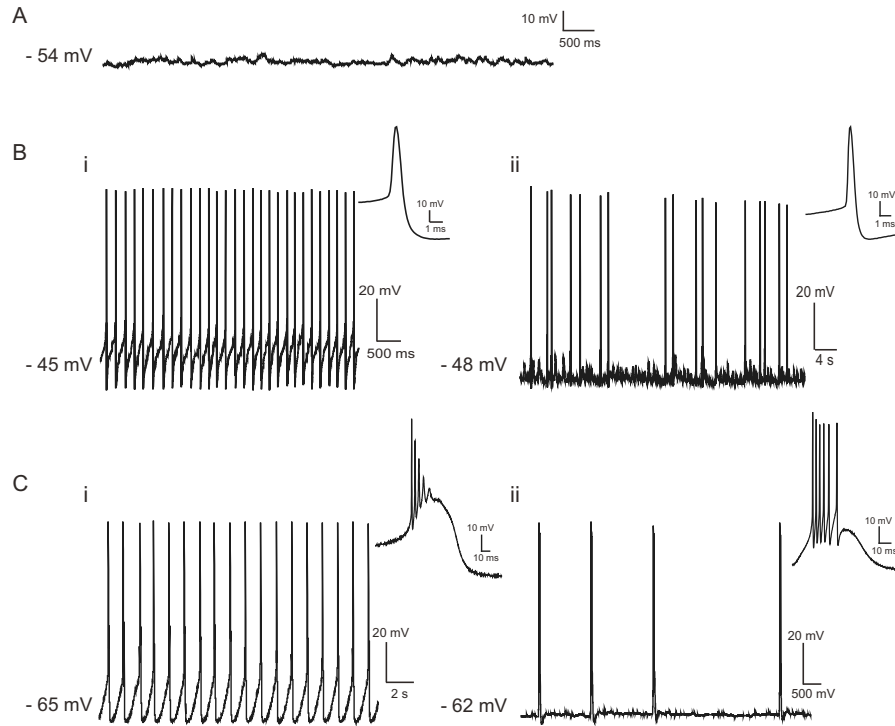 A
10 mV
500 ms
- 54 mV
B
i
10 mV
1 ms
20 mV
500 ms
- 45 mV
ii
10 mV
1 ms
20 mV
4 s
- 48 mV
C
i
10 mV
10 ms
20 mV
2 s
- 65 mV
ii
10 mV
10 ms
20 mV
500 mV
- 62 mV